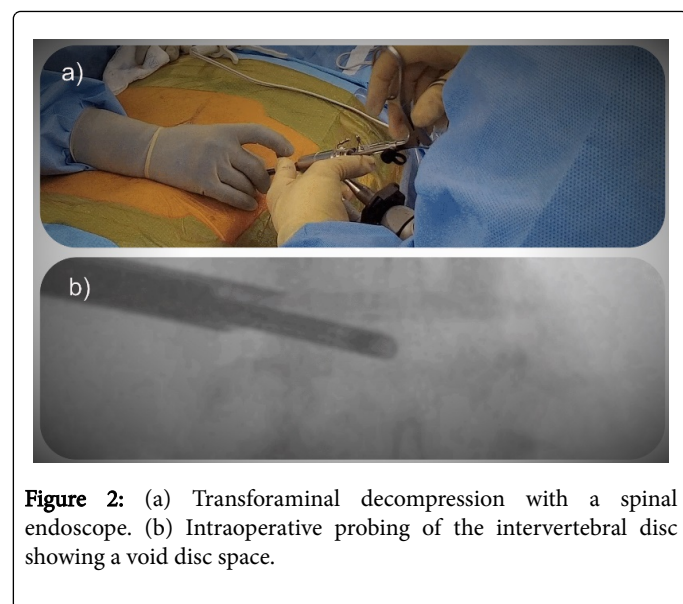 a)
b)
Figure 2: (a) Transforaminal decompression with a spinal
endoscope. (b) Intraoperative probing of the intervertebral disc
showing a void disc space.